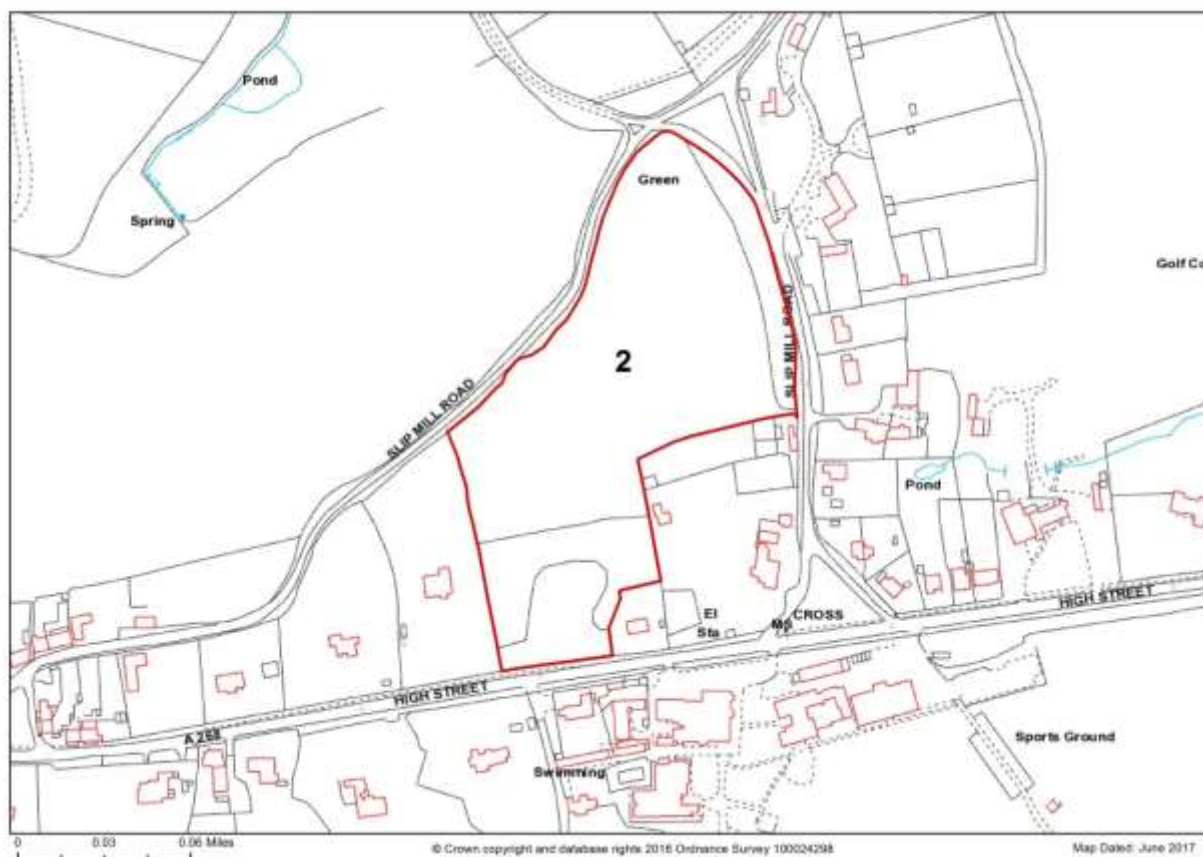 Pond
Spring
Green
Golf Co
2
SLIP MILL ROAD
SLIP MILL ROAD
Pond
El
Sta
MS
CROSS
HIGH STREET
HIGH STREET
A 268
Sports Ground
Swimming
0 0.03 0.06 Miles
© Crown copyright and database rights 2016 Ordnance Survey 100024298
Map Dated: June 2017